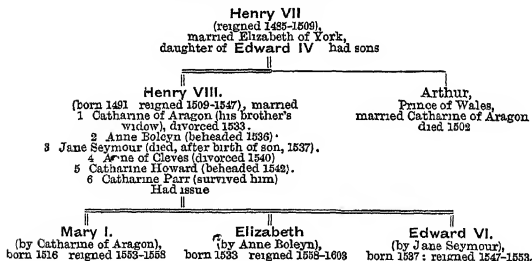 Henry VII
(reigned 1485-1509),
married Elizabeth of York,
daughter of Edward IV had sons
Henry VIII.
(born 1491 reigned 1509-1547), married
1 Catharine of Aragon (his brother's
widow), divorced 1533.
2 Anne Boleyn (beheaded 1536)
3 Jane Seymour (died, after birth of son, 1537).
4 Anne of Cleves (divorced 1540)
5 Catharine Howard (beheaded 1542).
6 Catharine Parr (survived him)
Had issue
Arthur,
Prince of Wales,
married Catharine of Aragon
died 1502
Mary I.
(by Catharine of Aragon),
born 1516 reigned 1553-1558
Elizabeth
(by Anne Boleyn),
born 1533 reigned 1558-1603
Edward VI.
(by Jane Seymour),
born 1537: reigned 1547-1553.